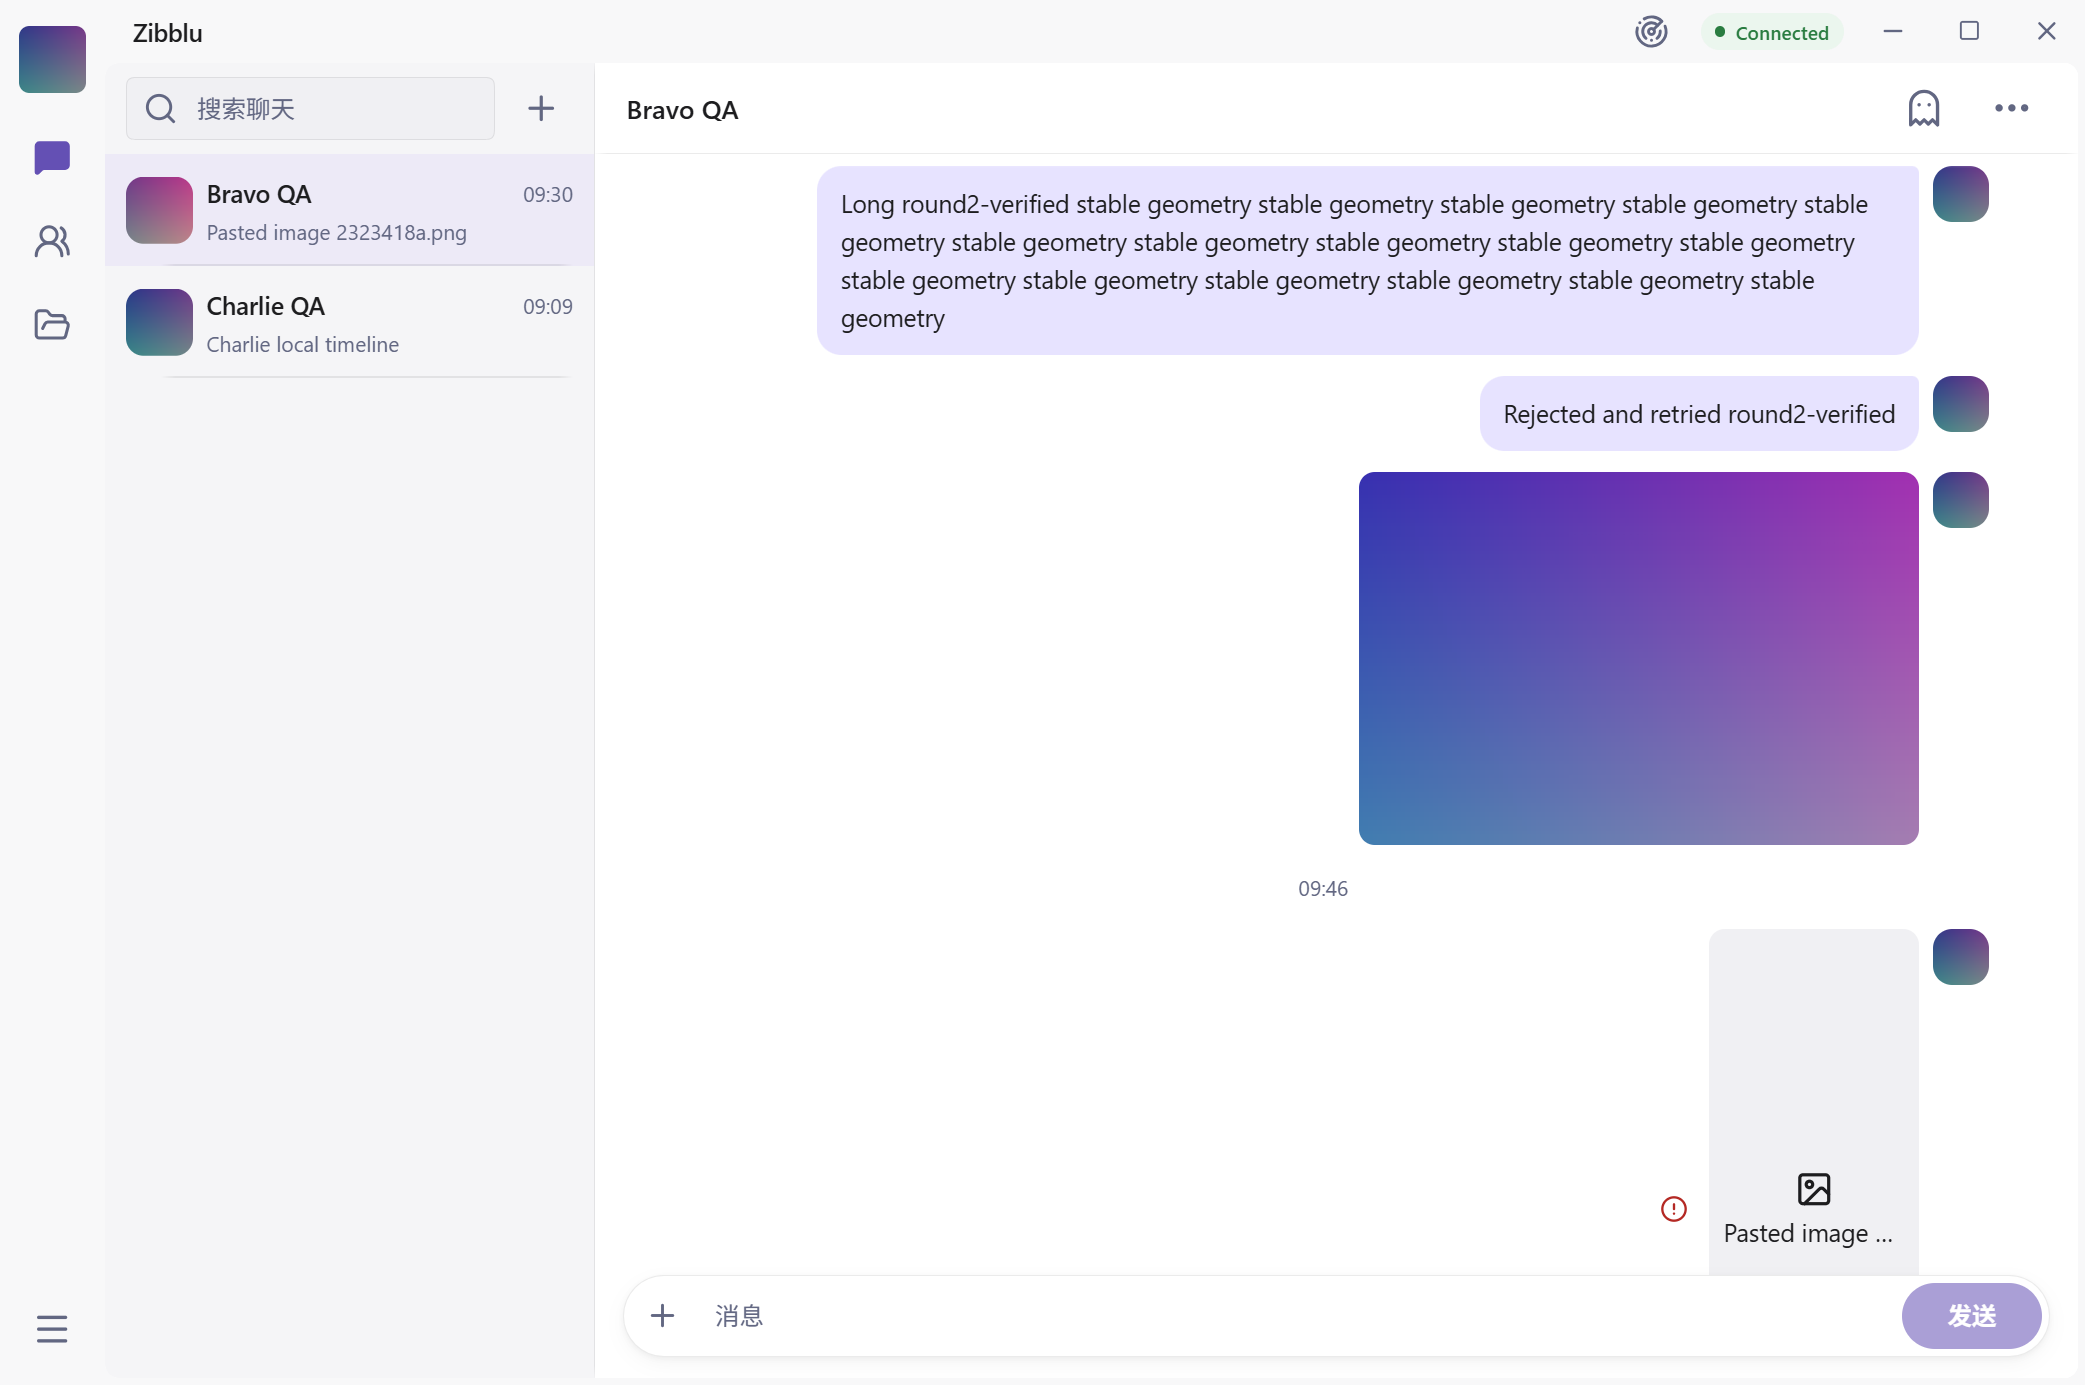 Zibblu
Connected
搜索聊天
Bravo QA
09:30
Pasted image 2323418a.png
Charlie QA
09:09
Charlie local timeline
Bravo QA
Long round2-verified stable geometry stable geometry stable geometry stable geometry stable
geometry stable geometry stable geometry stable geometry stable geometry stable geometry
stable geometry stable geometry stable geometry stable geometry stable geometry stable
geometry
Rejected and retried round2-verified
09:46
Pasted image ...
消息
发送